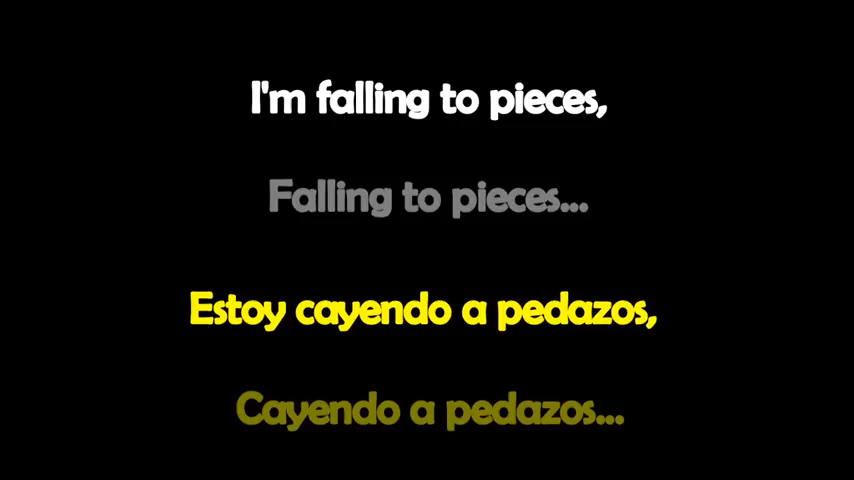 I'm falling to pieces,
Falling to pieces...
Estoy cayendo a pedazos,
Cayendo a pedazos...